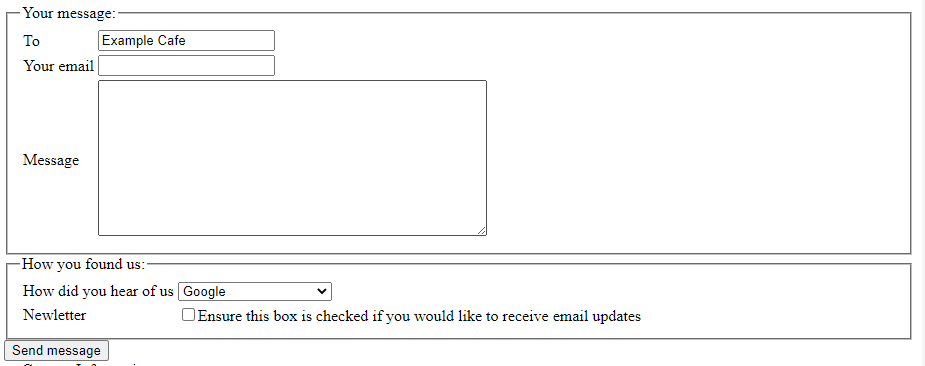 Your message:
To Example Cafe
Your email
Message
How you found us:
How did you hear of us Google
Newletter Ensure this box is checked if you would like to receive email updates
Send message